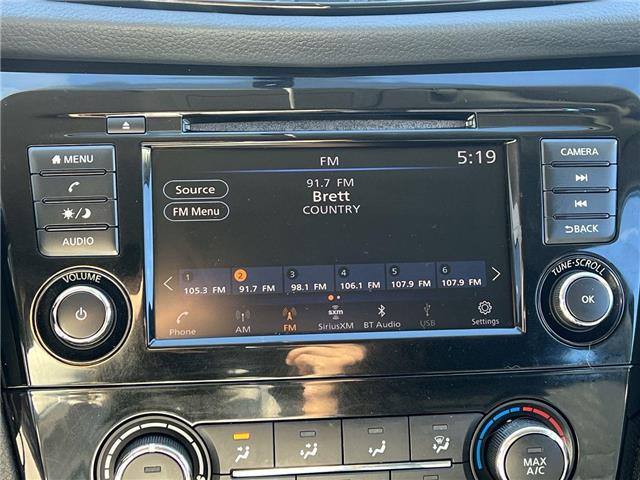 FM
5:19
MENU
CAMERA
Source
91.7 FM
Brett
COUNTRY
FM Menu
AUDIO
BACK
VOLUME
TUNE·SCROLL
OK
1 2 3 4 5 6
105.3 FM 91.7 FM 98.1 FM 106.1 FM 107.9 FM 107.9 FM
sxm
Phone AM FM SiriusXM BT Audio USB Settings
MAX
A/C